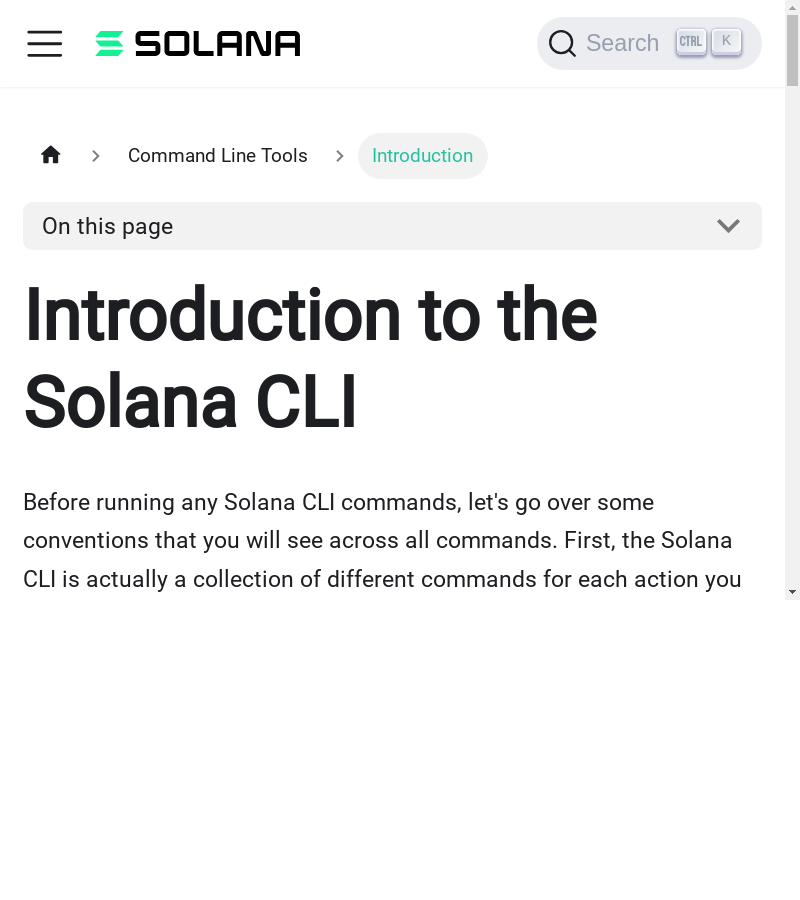 SOLANA
Search CTRL K
Command Line Tools
Introduction
On this page
Introduction to the
Solana CLI
Before running any Solana CLI commands, let's go over some
conventions that you will see across all commands. First, the Solana
CLI is actually a collection of different commands for each action you